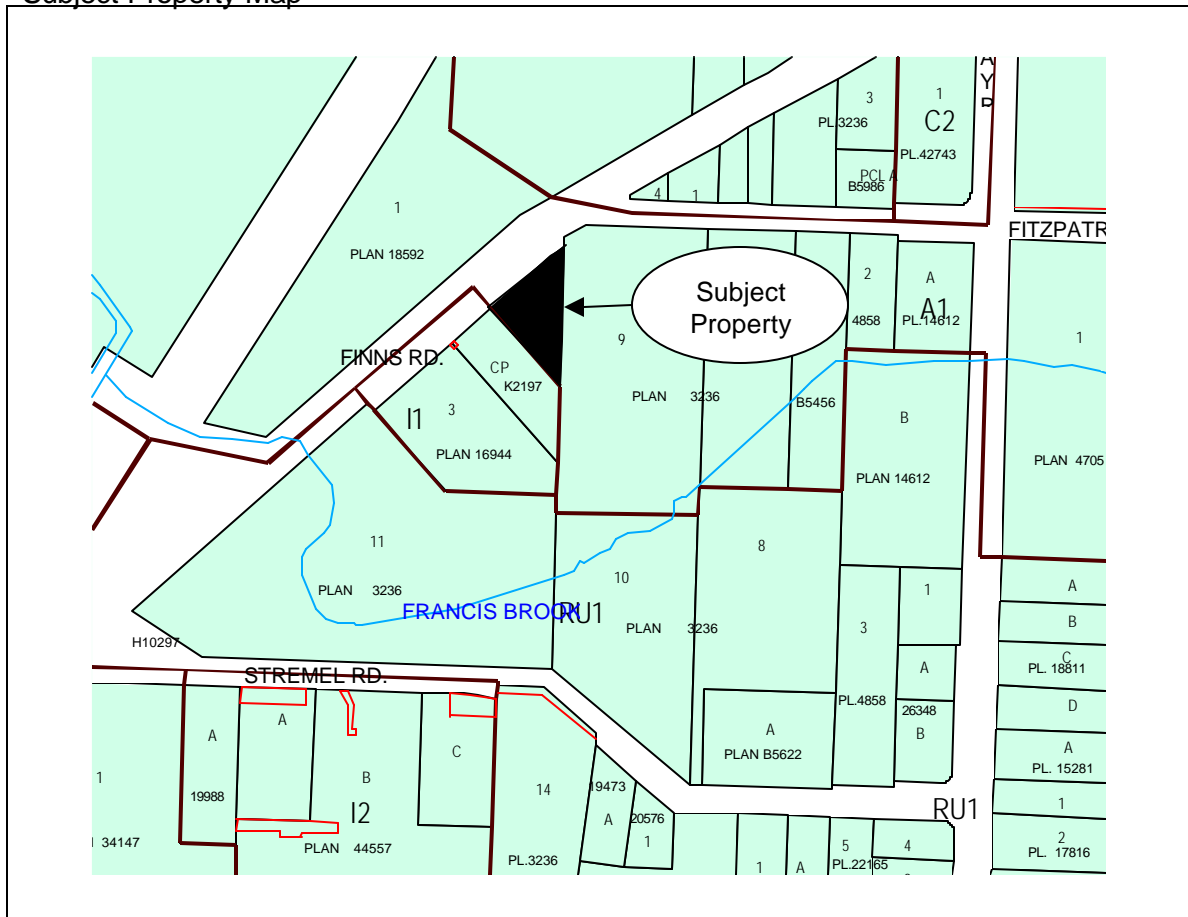 Subject Property Map
A
Y
1
3
C2
PL.3236
PL.42743
PCL A
B5986
4
1
1
FITZPATR
PLAN 18592
Subject
Property
2
A
A1
4858
PL.14612
9
1
FINNS RD.
CP
K2197
PLAN 3236
B5456
3
I1
B
PLAN 16944
PLAN 4705
PLAN 14612
11
8
10
PLAN 3236
FRANCIS BROOK
RU1
PLAN 3236
1
3
A
B
C
PL. 18811
H10297
STREMEL RD.
A
PL.4858
26348
B
D
A
PL. 15281
A
PLAN B5622
A
A
C
1
19988
B
I2
14
19473
A
20576
1
RU1
1
2
PL. 17816
34147
PLAN 44557
PL.3236
1
A
5
4
PL.22165